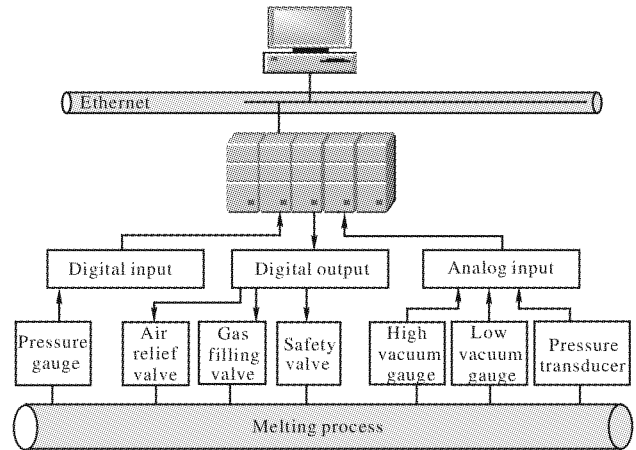 Ethernet
Digital input
Digital output
Analog input
Pressure
gauge
Air
relief
valve
Gas
filling
valve
Safety
valve
High
vacuum
gauge
Low
vacuum
gauge
Pressure
transducer
Melting process